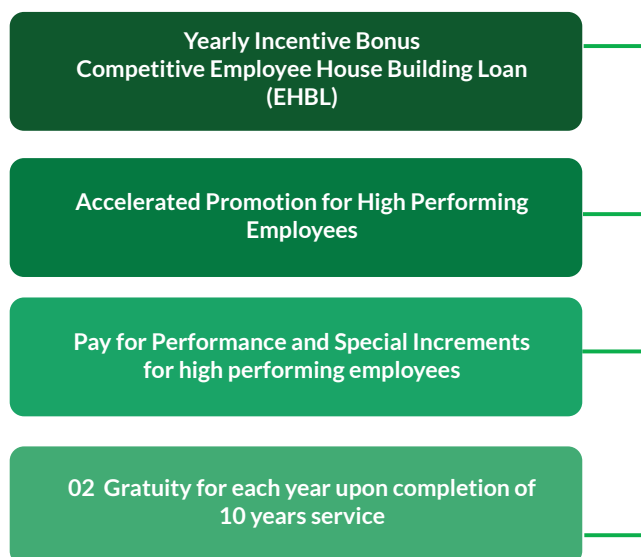 Yearly Incentive Bonus
Competitive Employee House Building Loan
(EHBL)
Accelerated Promotion for High Performing
Employees
Pay for Performance and Special Increments
for high performing employees
02 Gratuity for each year upon completion of
10 years service